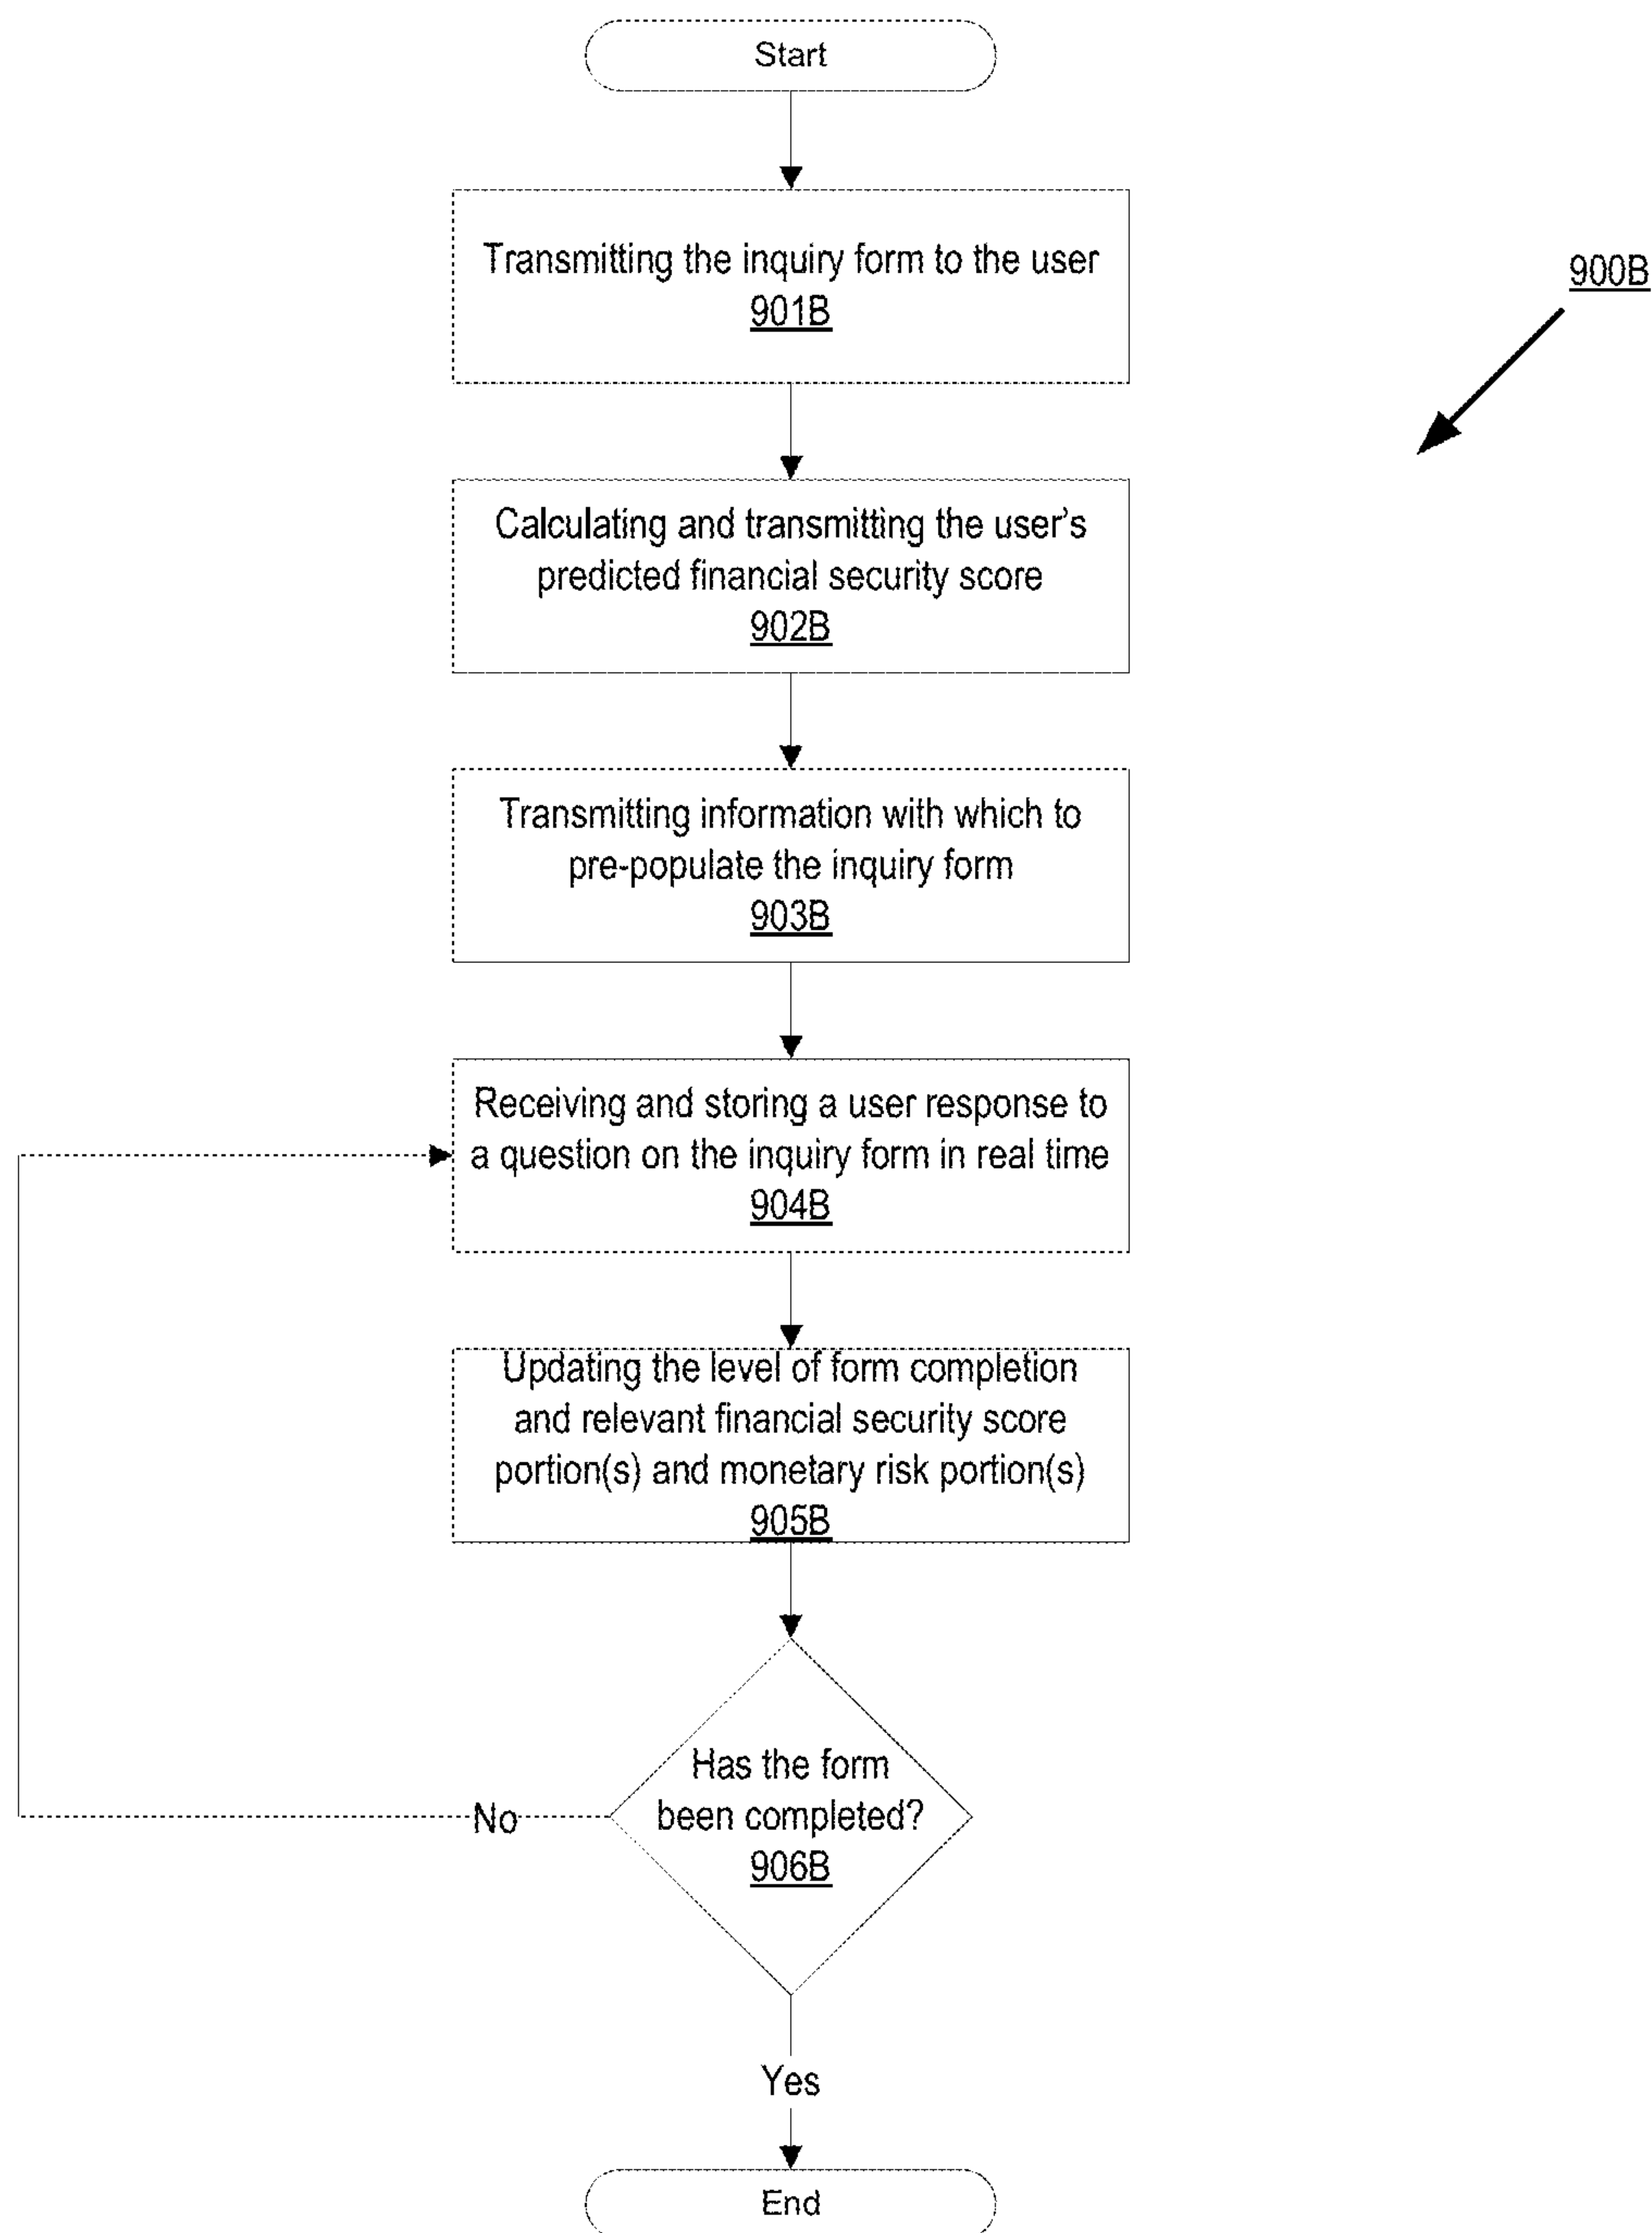 Start
Transmitting the inquiry form to the user
901B
900B
Calculating and transmitting the user's
predicted financial security score
902B
Transmitting information with which to
pre-populate the inquiry form
903B
Receiving and storing a user response to
a question on the inquiry form in real time
904B
Updating the level of form completion
and relevant financial security score
portion(s) and monetary risk portion(s)
905B
Has the form
been completed?
906B
No
Yes
End